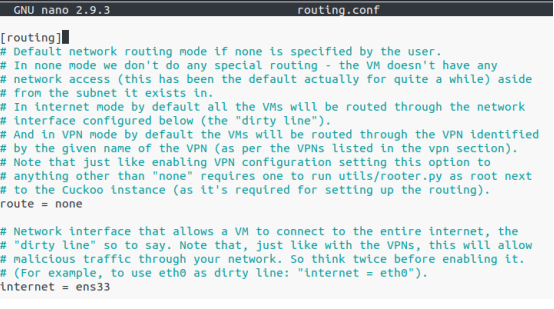 GNU nano 2.9.3 routing.conf
[routing]
# Default network routing mode if none is specified by the user.
# In none mode we don't do any special routing - the VM doesn't have any
# network access (this has been the default actually for quite a while) aside
# from the subnet it exists in.
# In internet mode by default all the VMs will be routed through the network
# interface configured below (the "dirty line").
# And in VPN mode by default the VMs will be routed through the VPN identified
# by the given name of the VPN (as per the VPNs listed in the vpn section).
# Note that just like enabling VPN configuration setting this option to
# anything other than "none" requires one to run utils/rooter.py as root next
# to the Cuckoo instance (as it's required for setting up the routing).
route = none
# Network interface that allows a VM to connect to the entire internet, the
# "dirty line" so to say. Note that, just like with the VPNs, this will allow
# malicious traffic through your network. So think twice before enabling it.
# (For example, to use eth0 as dirty line: "internet = eth0").
internet = ens33